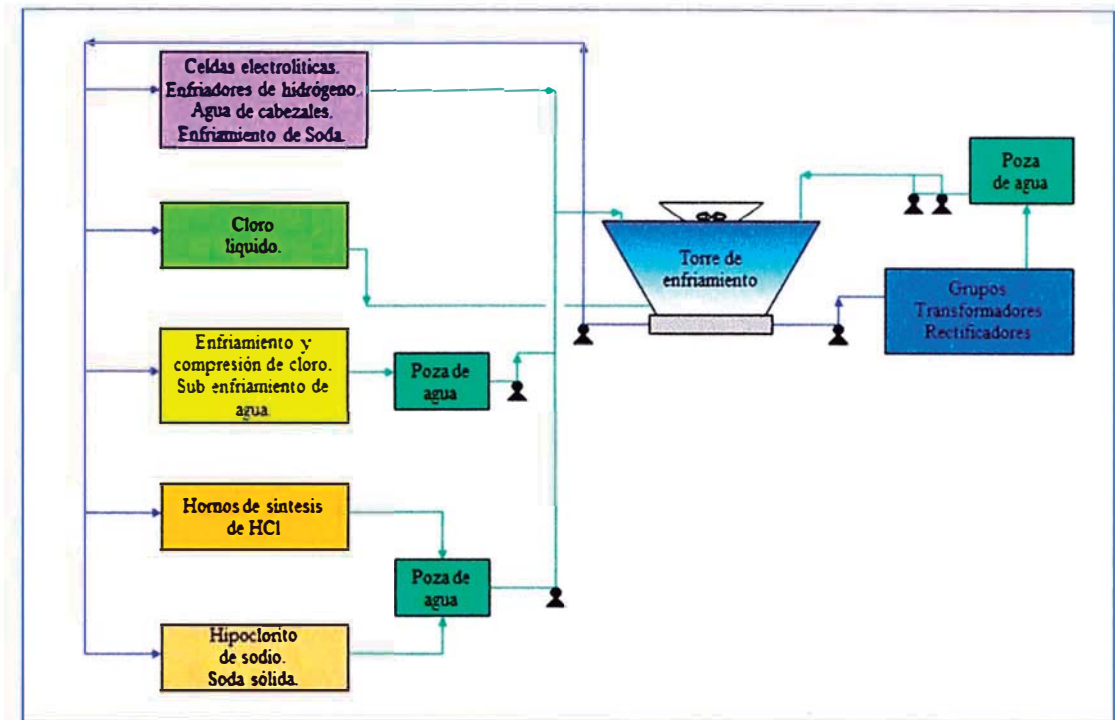 Celdas electrolíticas.
Enfriadores de hidrógeno.
Agua de cabezales.
Enfriamiento de Soda.
Cloro
líquido.
Enfriamiento y
compresión de cloro.
Sub enfriamiento de
agua.
Poza de
agua
Hornos de síntesis
de HCl
Poza de
agua
Hipoclorito
de sodio.
Soda sólida.
Torre de
enfriamiento
Poza
de agua
Grupos
Transformadores
Rectificadores